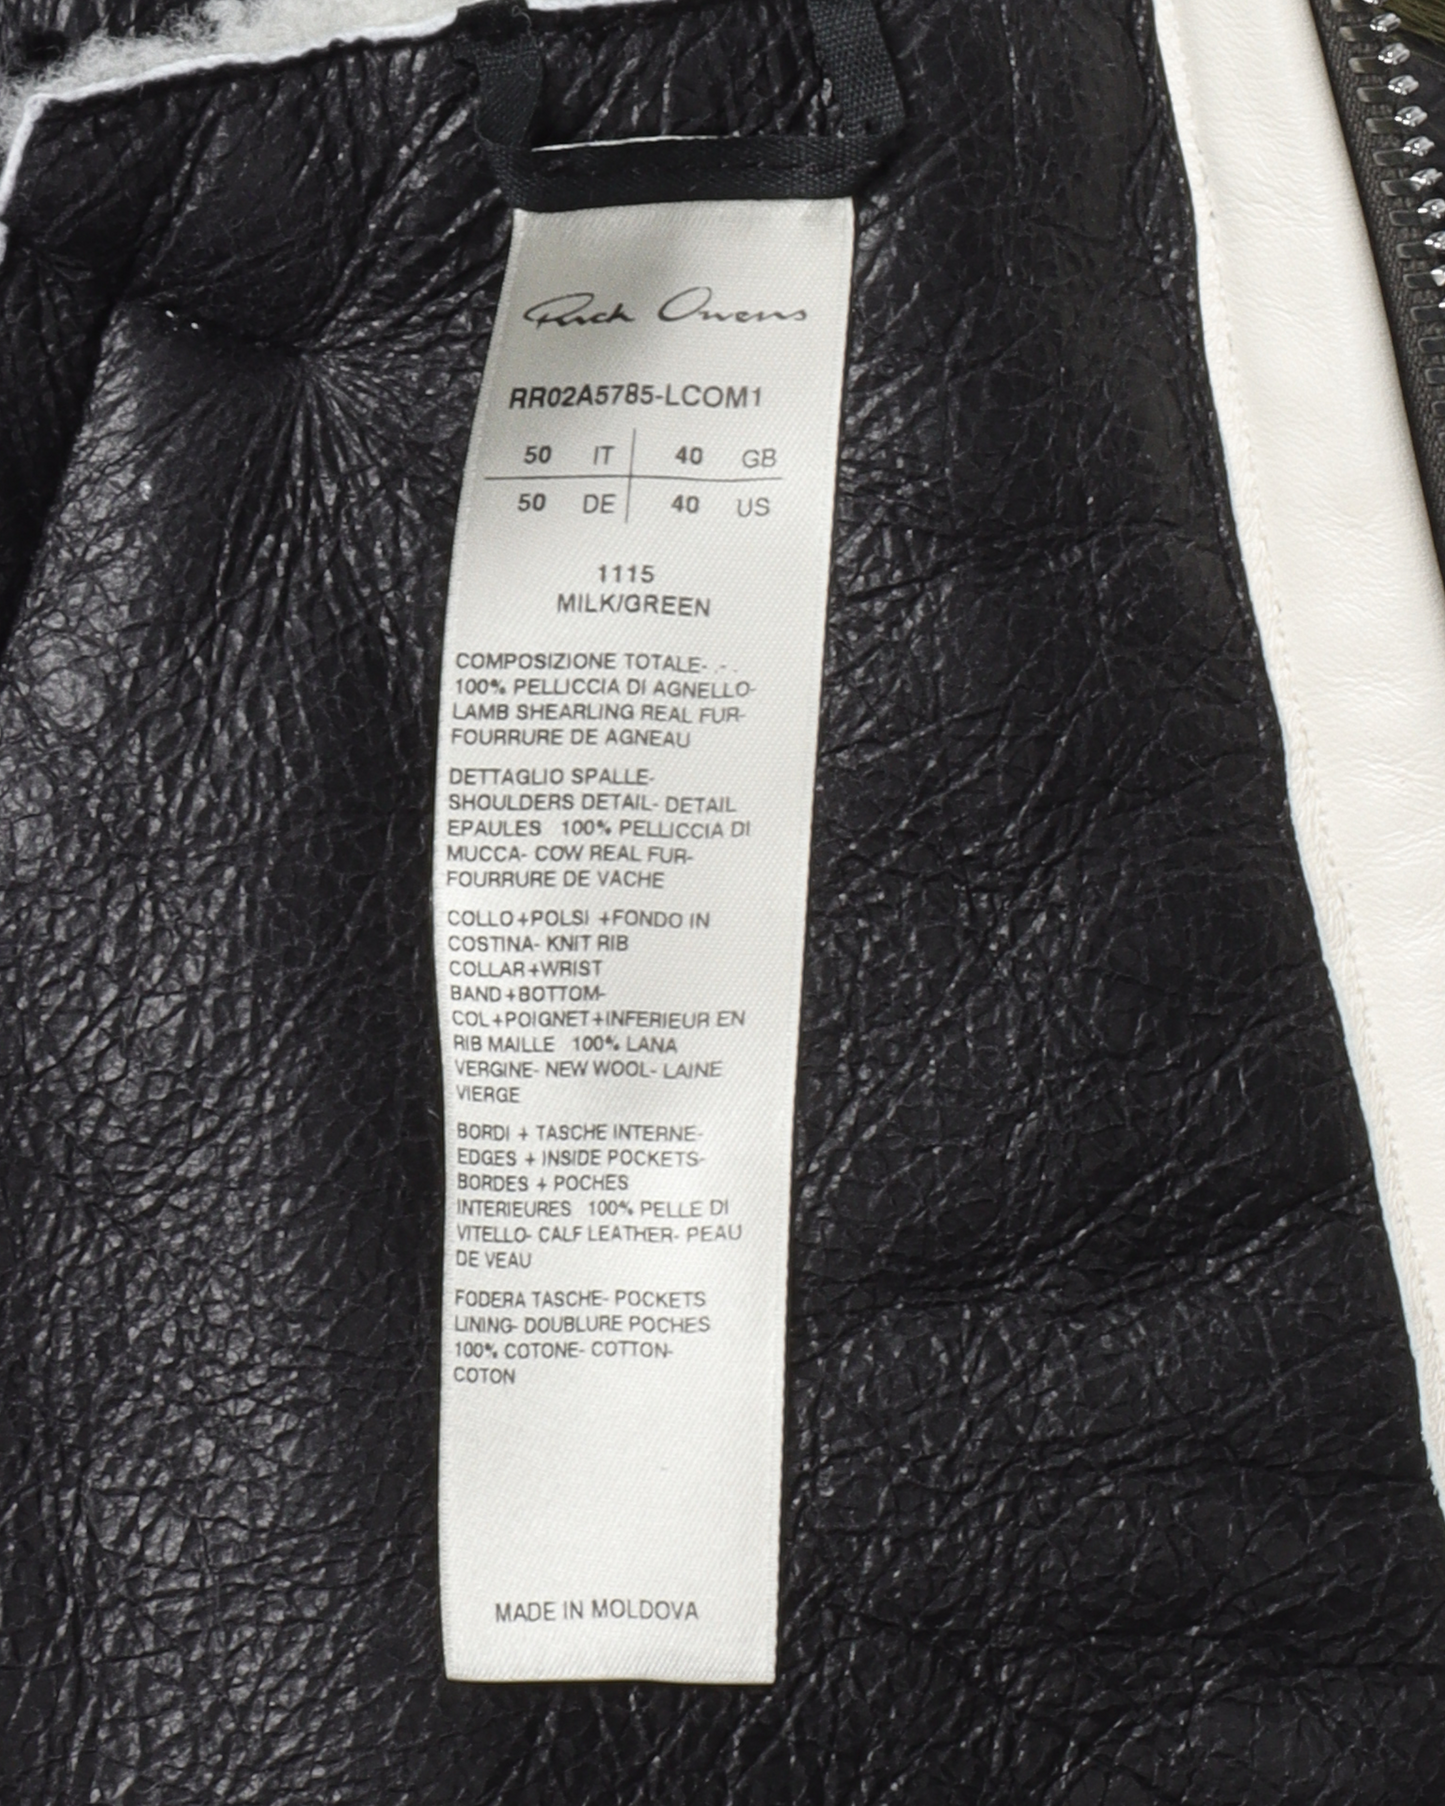 Rick Owens
RR02A5785-LCOM1
50 IT 40 GB
50 DE 40 US
1115
MILK/GREEN
COMPOSIZIONE TOTALE- .- .
100% PELLICCIA DI AGNELLO-
LAMB SHEARLING REAL FUR-
FOURRURE DE AGNEAU
DETTAGLIO SPALLE-
SHOULDERS DETAIL- DETAIL
EPAULES 100% PELLICCIA DI
MUCCA- COW REAL FUR-
FOURRURE DE VACHE
COLLO+POLSI +FONDO IN
COSTINA- KNIT RIB
COLLAR+WRIST
BAND+BOTTOM-
COL+POIGNET+INFERIEUR EN
RIB MAILLE 100% LANA
VERGINE- NEW WOOL- LAINE
VIERGE
BORDI + TASCHE INTERNE-
EDGES + INSIDE POCKETS-
BORDES + POCHES
INTERIEURES 100% PELLE DI
VITELLO- CALF LEATHER- PEAU
DE VEAU
FODERA TASCHE- POCKETS
LINING- DOUBLURE POCHES
100% COTONE- COTTON-
COTON
MADE IN MOLDOVA